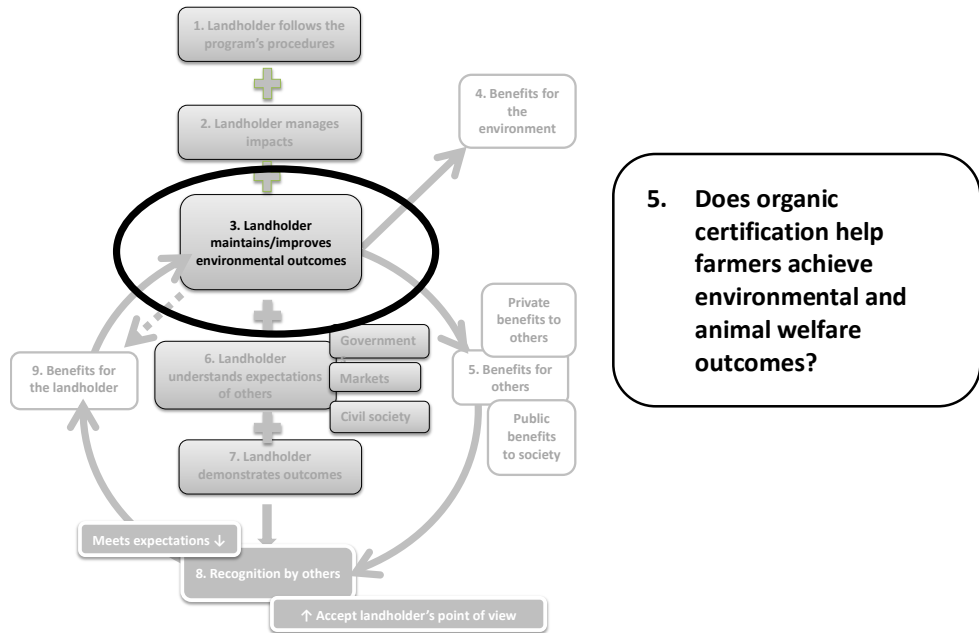 1. Landholder follows the
program's procedures
2. Landholder manages
impacts
3. Landholder
maintains/improves
environmental outcomes
4. Benefits for
the
environment
Private
benefits to
others
5. Benefits for
others
Public
benefits
to society
Government
Markets
Civil society
6. Landholder
understands expectations
of others
7. Landholder
demonstrates outcomes
9. Benefits for
the landholder
Meets expectations ↓
8. Recognition by others
↑ Accept landholder's point of view
5. Does organic
certification help
farmers achieve
environmental and
animal welfare
outcomes?